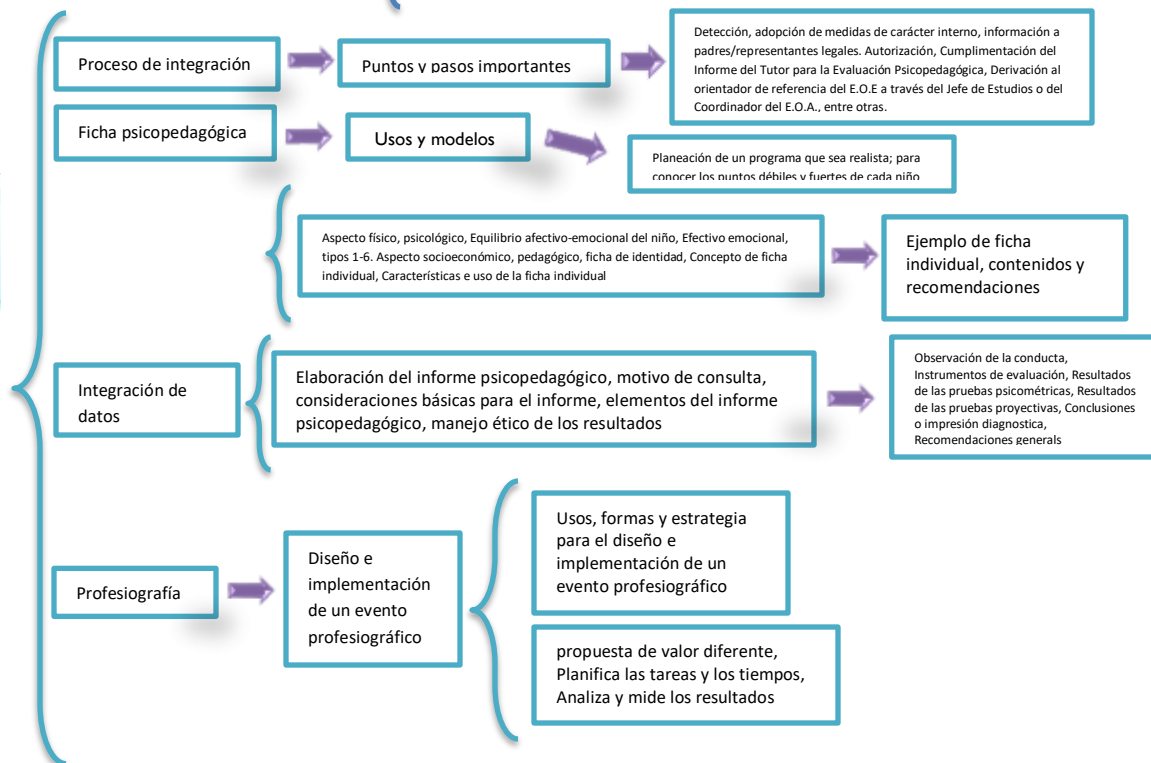 Proceso de integración
Puntos y pasos importantes
Detección, adopción de medidas de carácter interno, información a
padres/representantes legales. Autorización, Cumplimentación del
Informe del Tutor para la Evaluación Psicopedagógica, Derivación al
orientador de referencia del E.O.E a través del Jefe de Estudios o del
Coordinador del E.O.A., entre otras.
Ficha psicopedagógica
Usos y modelos
Planeación de un programa que sea realista; para
conocer los puntos débiles y fuertes de cada niño
Aspecto físico, psicológico, Equilibrio afectivo-emocional del niño, Efectivo emocional,
tipos 1-6. Aspecto socioeconómico, pedagógico, ficha de identidad, Concepto de ficha
individual, Características e uso de la ficha individual
Ejemplo de ficha
individual, contenidos y
recomendaciones
Integración de
datos
Elaboración del informe psicopedagógico, motivo de consulta,
consideraciones básicas para el informe, elementos del informe
psicopedagógico, manejo ético de los resultados
Observación de la conducta,
Instrumentos de evaluación, Resultados
de las pruebas psicométricas, Resultados
de las pruebas proyectivas, Conclusiones
o impresión diagnostica,
Recomendaciones generals
Profesiografía
Diseño e
implementación
de un evento
profesiográfico
Usos, formas y estrategia
para el diseño e
implementación de un
evento profesiográfico
propuesta de valor diferente,
Planifica las tareas y los tiempos,
Analiza y mide los resultados